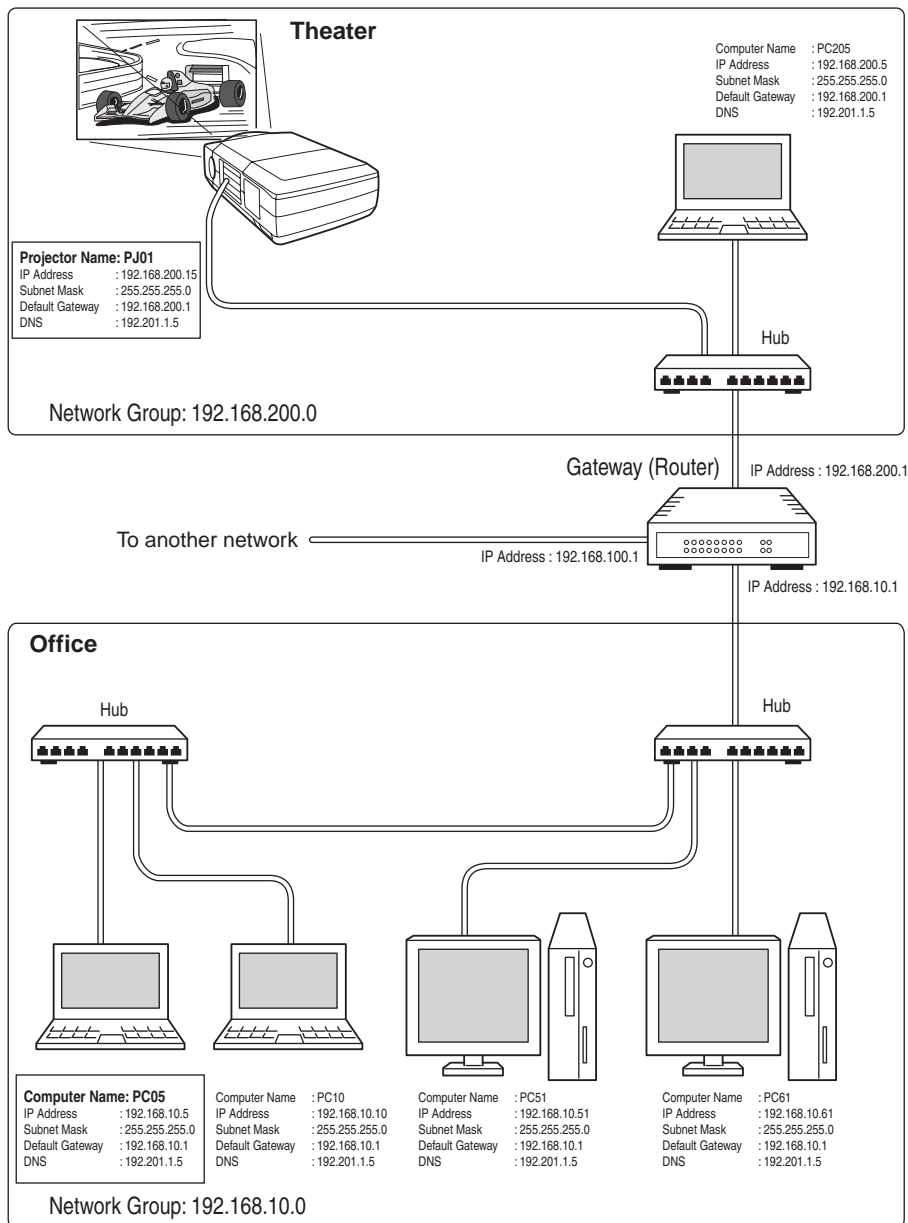 Theater
Computer Name : PC205
IP Address : 192.168.200.5
Subnet Mask : 255.255.255.0
Default Gateway : 192.168.200.1
DNS : 192.201.1.5
Projector Name: PJ01
IP Address : 192.168.200.15
Subnet Mask : 255.255.255.0
Default Gateway : 192.168.200.1
DNS : 192.201.1.5
Hub
Network Group: 192.168.200.0
Gateway (Router)
IP Address : 192.168.200.1
To another network
IP Address : 192.168.100.1
IP Address : 192.168.10.1
Office
Hub
Hub
Computer Name: PC05
IP Address : 192.168.10.5
Subnet Mask : 255.255.255.0
Default Gateway : 192.168.10.1
DNS : 192.201.1.5
Computer Name : PC10
IP Address : 192.168.10.10
Subnet Mask : 255.255.255.0
Default Gateway : 192.168.10.1
DNS : 192.201.1.5
Computer Name : PC51
IP Address : 192.168.10.51
Subnet Mask : 255.255.255.0
Default Gateway : 192.168.10.1
DNS : 192.201.1.5
Computer Name : PC61
IP Address : 192.168.10.61
Subnet Mask : 255.255.255.0
Default Gateway : 192.168.10.1
DNS : 192.201.1.5
Network Group: 192.168.10.0